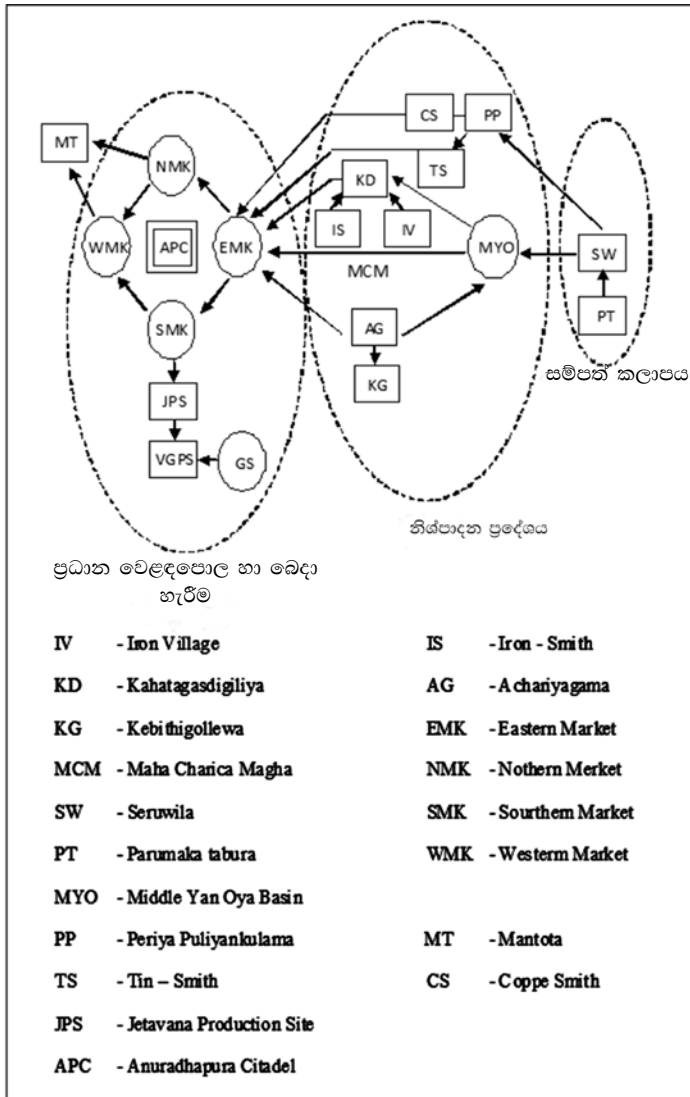 CS
PP
MT
NMK
TS
KD
IS
IV
WMK
APC
EMK
MYO
SW
MCM
SMK
AG
PT
KG
JPS
VGPS
GS
සම්පත් කලාපය
නිශ්පාදන ප්‍රදේශය
ප්‍රධාන වෙළඳපොල හා බෙදා
හැරීම
IV - Iron Village IS - Iron - Smith
KD - Kahatagasdigiliya AG - Achariyagama
KG - Kebithigollewa EMK - Eastern Market
MCM - Maha Charica Magha NMK - Nothern Merket
SW - Seruwila SMK - Sourthern Market
PT - Parumaka tabura WMK - Westerm Market
MYO - Middle Yan Oya Basin
PP - Periya Puliyankulama MT - Mantota
TS - Tin – Smith CS - Coppe Smith
JPS - Jetavana Production Site
APC - Anuradhapura Citadel